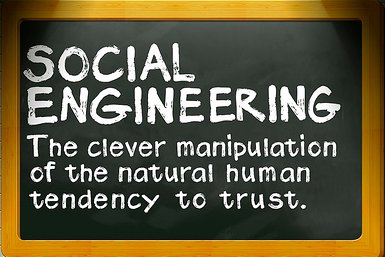 SOCIAL
ENGINEERING
The clever manipulation
of the natural human
tendency to trust.